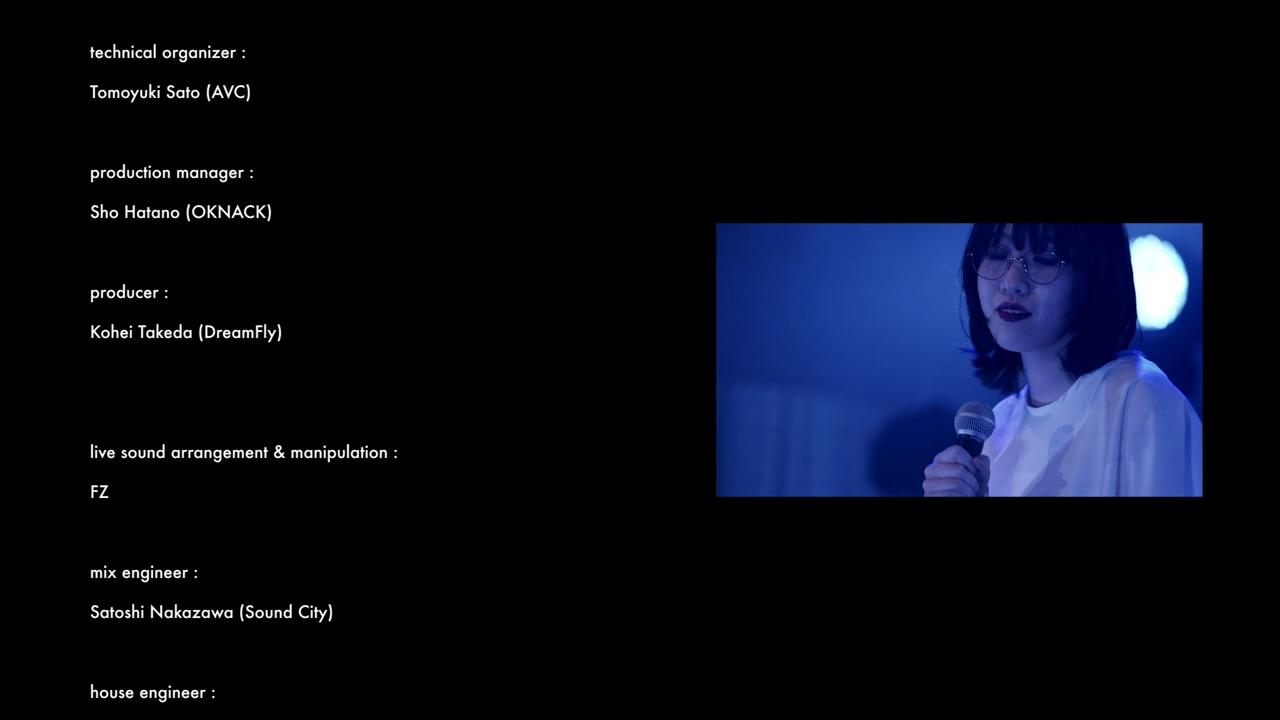 technical organizer :
Tomoyuki Sato (AVC)
production manager :
Sho Hatano (OKNACK)
producer :
Kohei Takeda (DreamFly)
live sound arrangement & manipulation :
FZ
mix engineer :
Satoshi Nakazawa (Sound City)
house engineer :